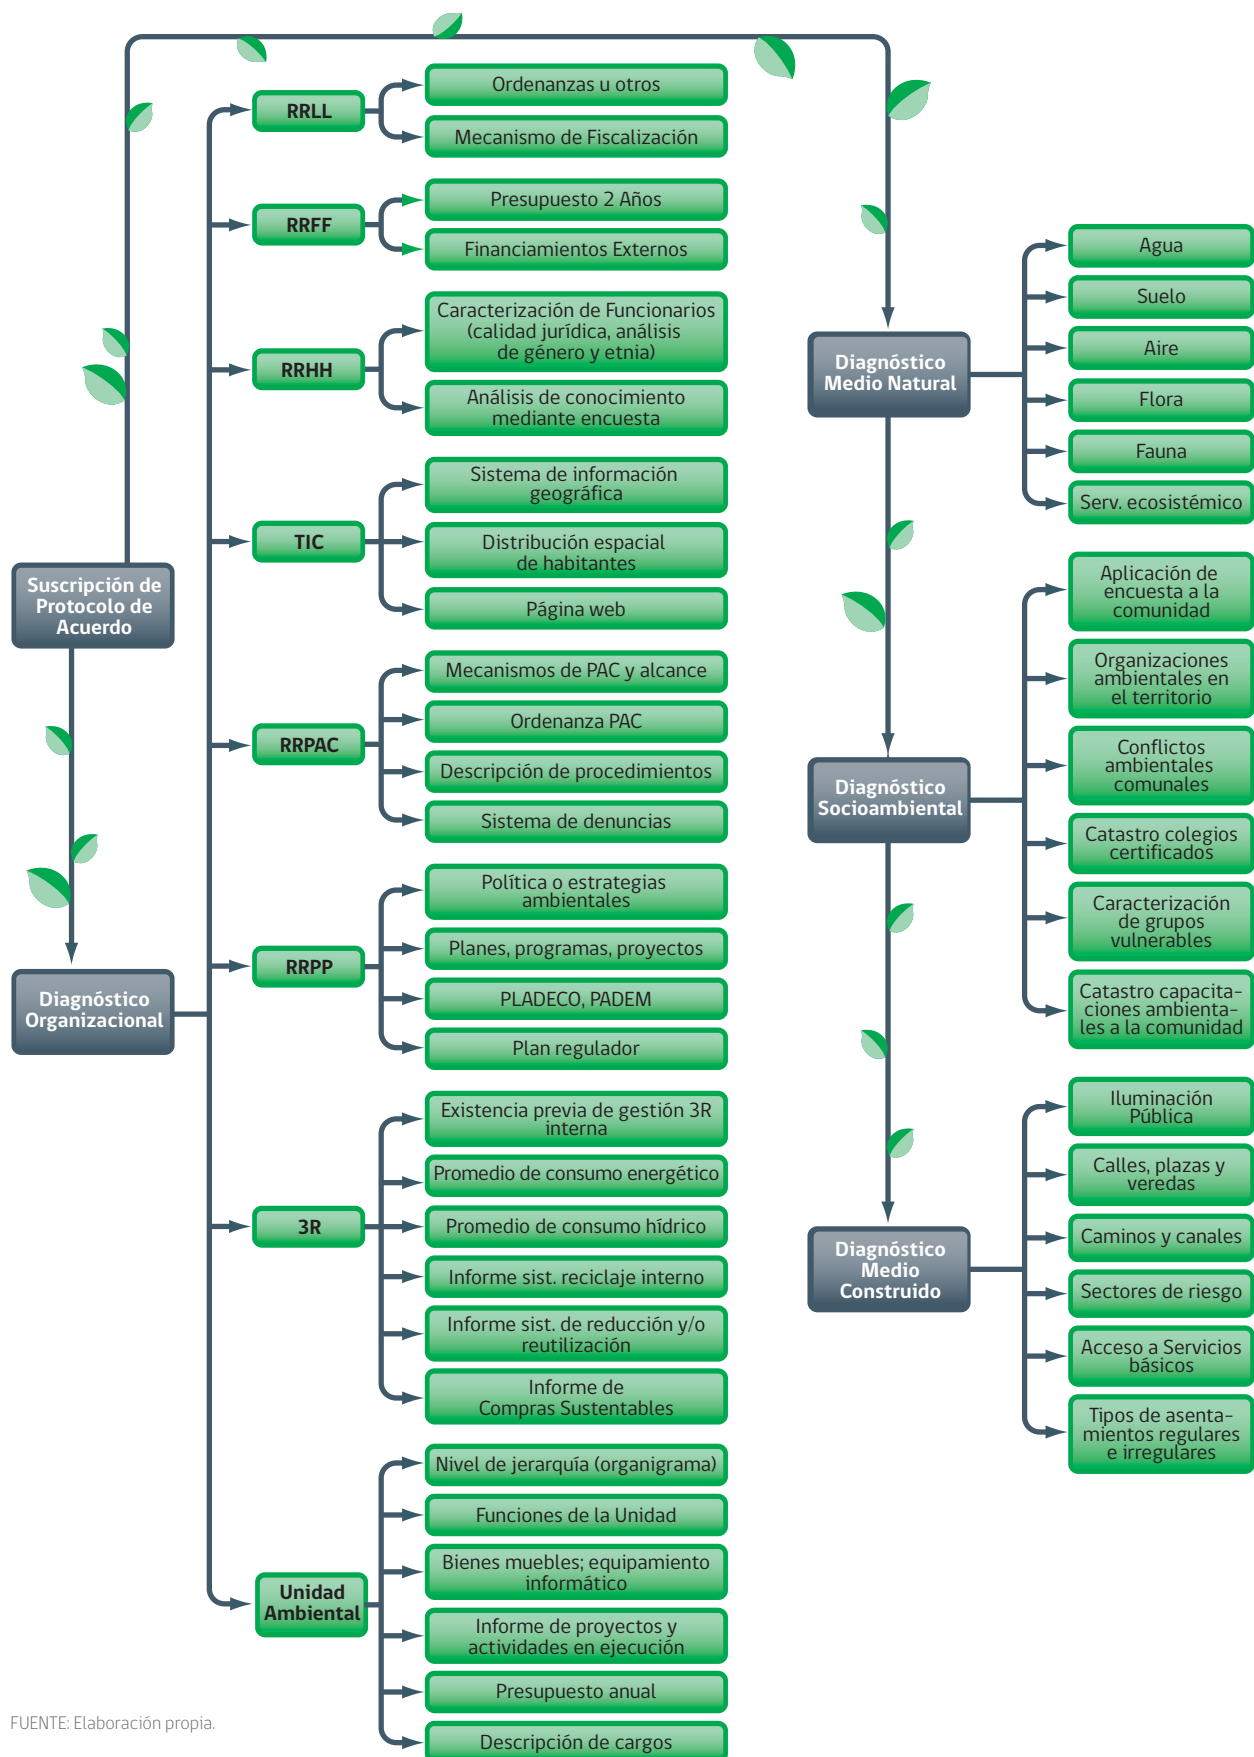 Suscripción de
Protocolo de
Acuerdo
Diagnóstico
Organizacional
RRLL
Ordenanzas u otros
Mecanismo de Fiscalización
RRFF
Presupuesto 2 Años
Financiamientos Externos
RRHH
Caracterización de Funcionarios
(calidad jurídica, análisis
de género y etnia)
Análisis de conocimiento
mediante encuesta
TIC
Sistema de información
geográfica
Distribución espacial
de habitantes
Página web
RRPAC
Mecanismos de PAC y alcance
Ordenanza PAC
Descripción de procedimientos
Sistema de denuncias
RRPP
Política o estrategias
ambientales
Planes, programas, proyectos
PLADECO, PADEM
Plan regulador
3R
Existencia previa de gestión 3R
interna
Promedio de consumo energético
Promedio de consumo hídrico
Informe sist. reciclaje interno
Informe sist. de reducción y/o
reutilización
Informe de
Compras Sustentables
Unidad
Ambiental
Nivel de jerarquía (organigrama)
Funciones de la Unidad
Bienes muebles; equipamiento
informático
Informe de proyectos y
actividades en ejecución
Presupuesto anual
Descripción de cargos
Diagnóstico
Medio Natural
Agua
Suelo
Aire
Flora
Fauna
Serv. ecosistémico
Diagnóstico
Socioambiental
Aplicación de
encuesta a la
comunidad
Organizaciones
ambientales en
el territorio
Conflictos
ambientales
comunales
Catastro colegios
certificados
Caracterización
de grupos
vulnerables
Catastro capacita-
ciones ambienta-
les a la comunidad
Diagnóstico
Medio
Construido
Iluminación
Pública
Calles, plazas y
veredas
Caminos y canales
Sectores de riesgo
Acceso a Servicios
básicos
Tipos de asenta-
mientos regulares
e irregulares
FUENTE: Elaboración propia.